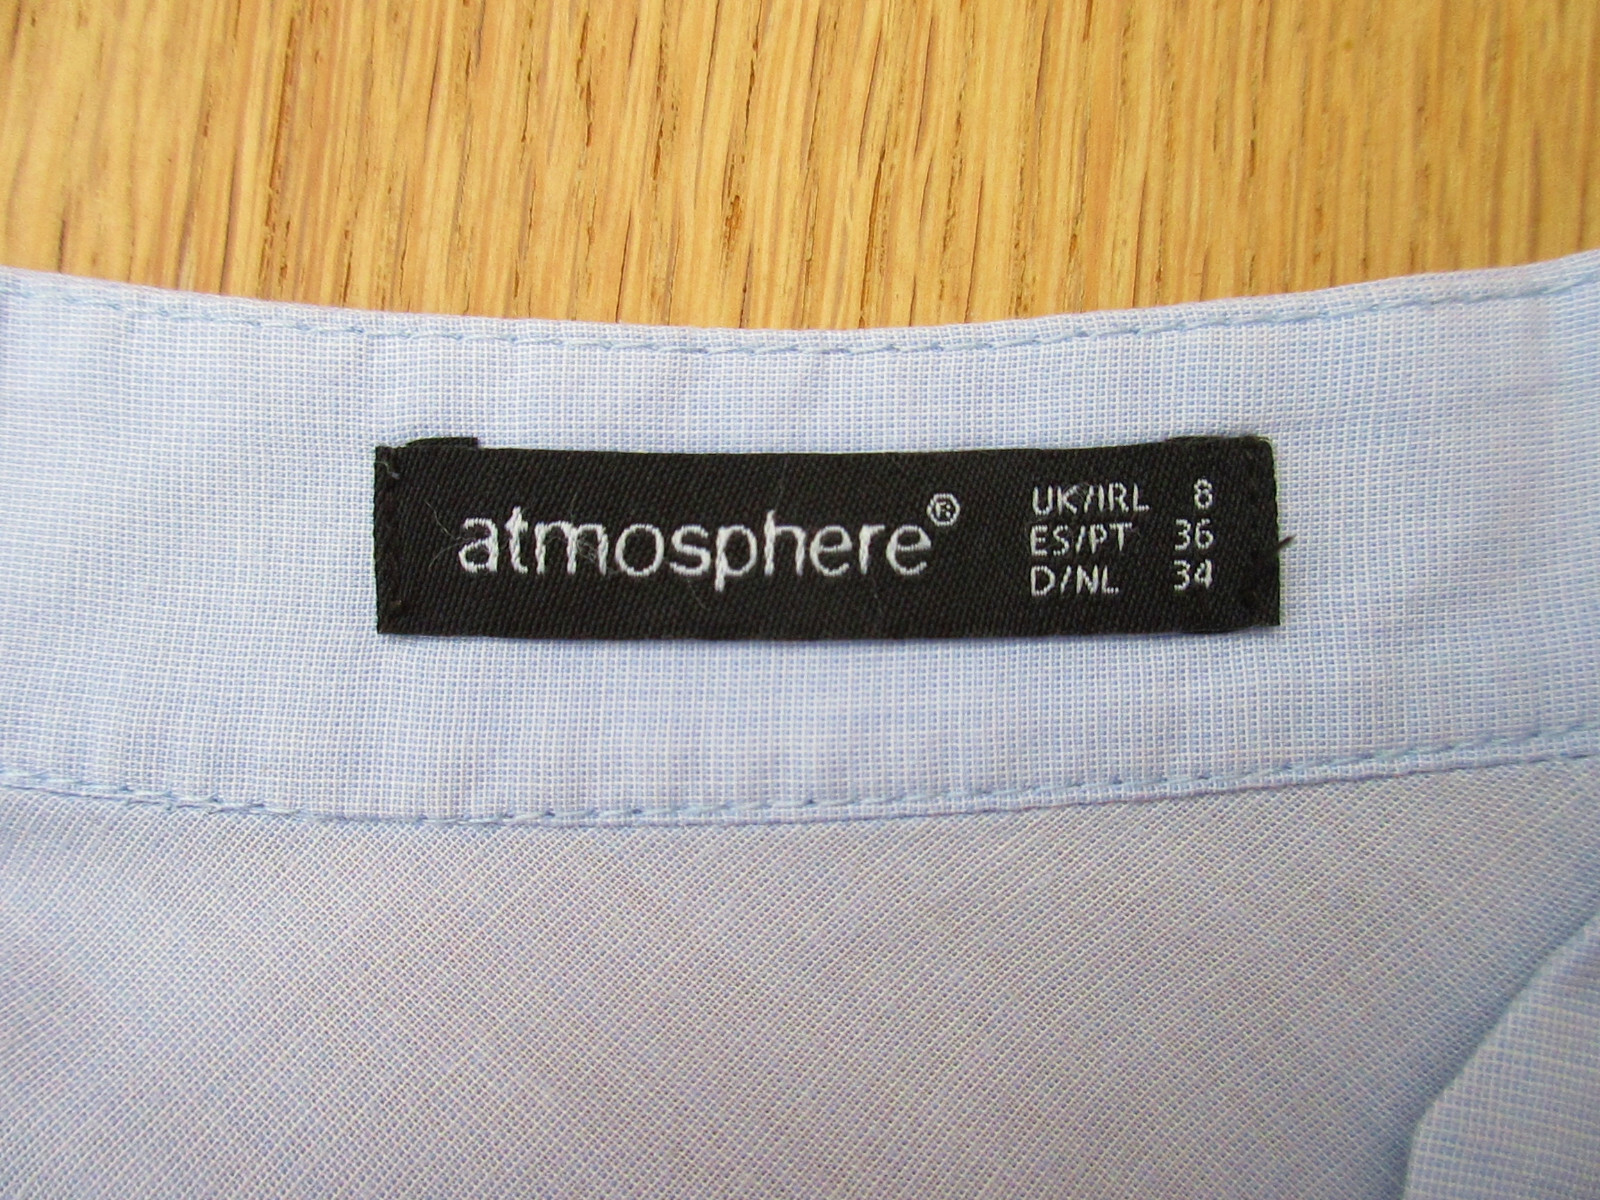 atmosphere®
UK/IRL 8
ES/PT 36
D/NL 34